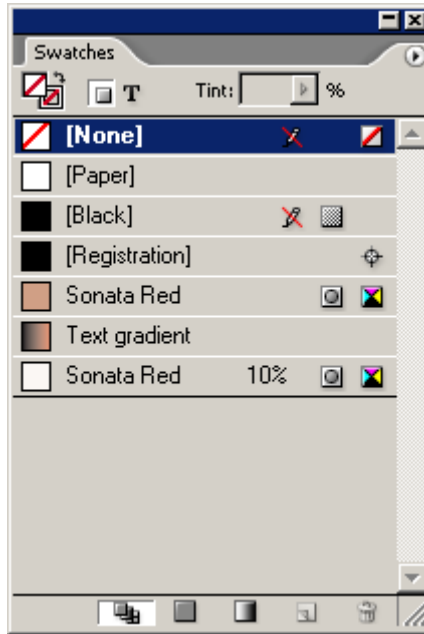 Swatches
T Tint: %
[None]
[Paper]
[Black]
[Registration]
Sonata Red
Text gradient
Sonata Red 10%